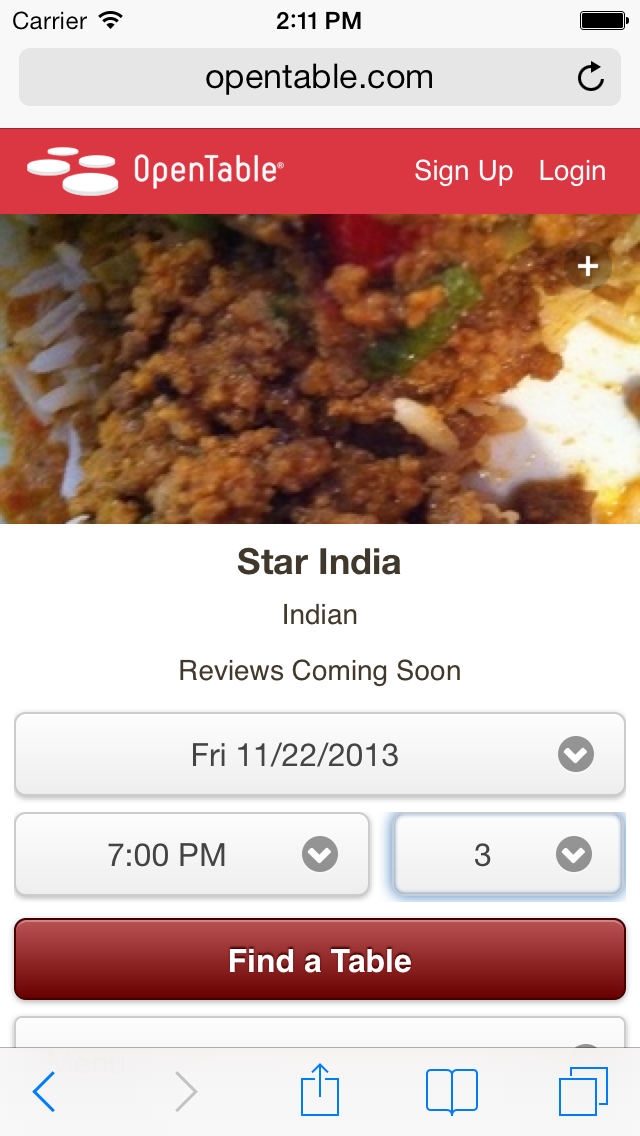 Carrier 2:11 PM
opentable.com
OpenTable® Sign Up Login
+
Star India
Indian
Reviews Coming Soon
Fri 11/22/2013
7:00 PM 3
Find a Table
Menu